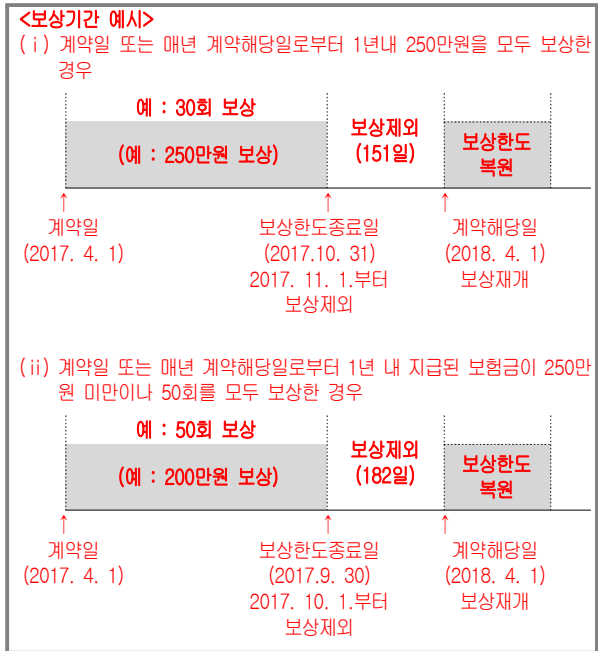 <보상기간 예시>
(ⅰ) 계약일 또는 매년 계약해당일로부터 1년내 250만원을 모두 보상한
경우
예 : 30회 보상
(예 : 250만원 보상)
보상제외
(151일)
보상한도
복원
↑ ↑ ↑
계약일
(2017. 4. 1)
보상한도종료일
(2017.10. 31)
2017. 11. 1.부터
보상제외
계약해당일
(2018. 4. 1)
보상재개
(ⅱ) 계약일 또는 매년 계약해당일로부터 1년 내 지급된 보험금이 250만
원 미만이나 50회를 모두 보상한 경우
예 : 50회 보상
(예 : 200만원 보상)
보상제외
(182일)
보상한도
복원
↑ ↑ ↑
계약일
(2017. 4. 1)
보상한도종료일
(2017.9. 30)
2017. 10. 1.부터
보상제외
계약해당일
(2018. 4. 1)
보상재개